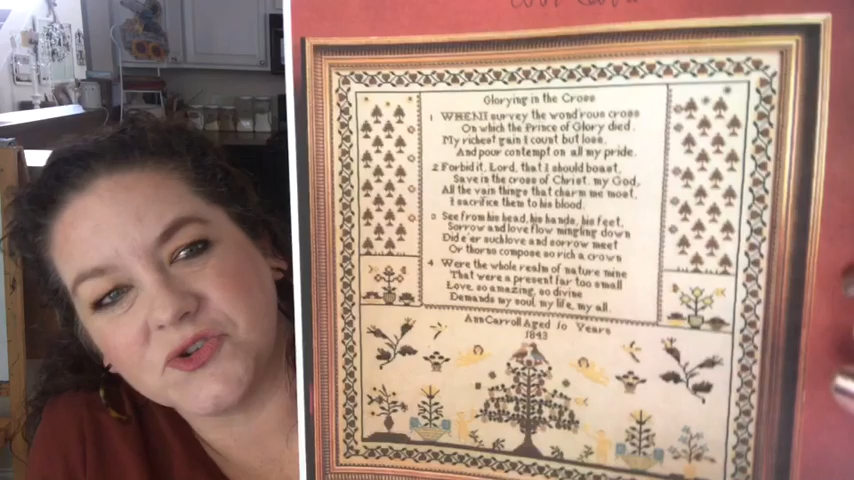 Glorying in the Cross
1 WHEN I survey the wond'rous cross
On which the Prince of Glory died.
My richest gain I count but loss,
And pour contempt on all my pride.
2 Forbid it, Lord, that I should boast,
Save in the cross of Christ, my God,
All the vain things that charm me most,
I sacrifice them to his blood.
3 See from his head, his hands, his feet,
Sorrow and love flow mingling down
Did e'er such love and sorrow meet
Or thorns compose so rich a crown
4 Were the whole realm of nature mine
That were a present far too small
Love, so amazing, so divine
Demands my soul, my life, my all.
Ann Carroll Aged 10 Years
1843